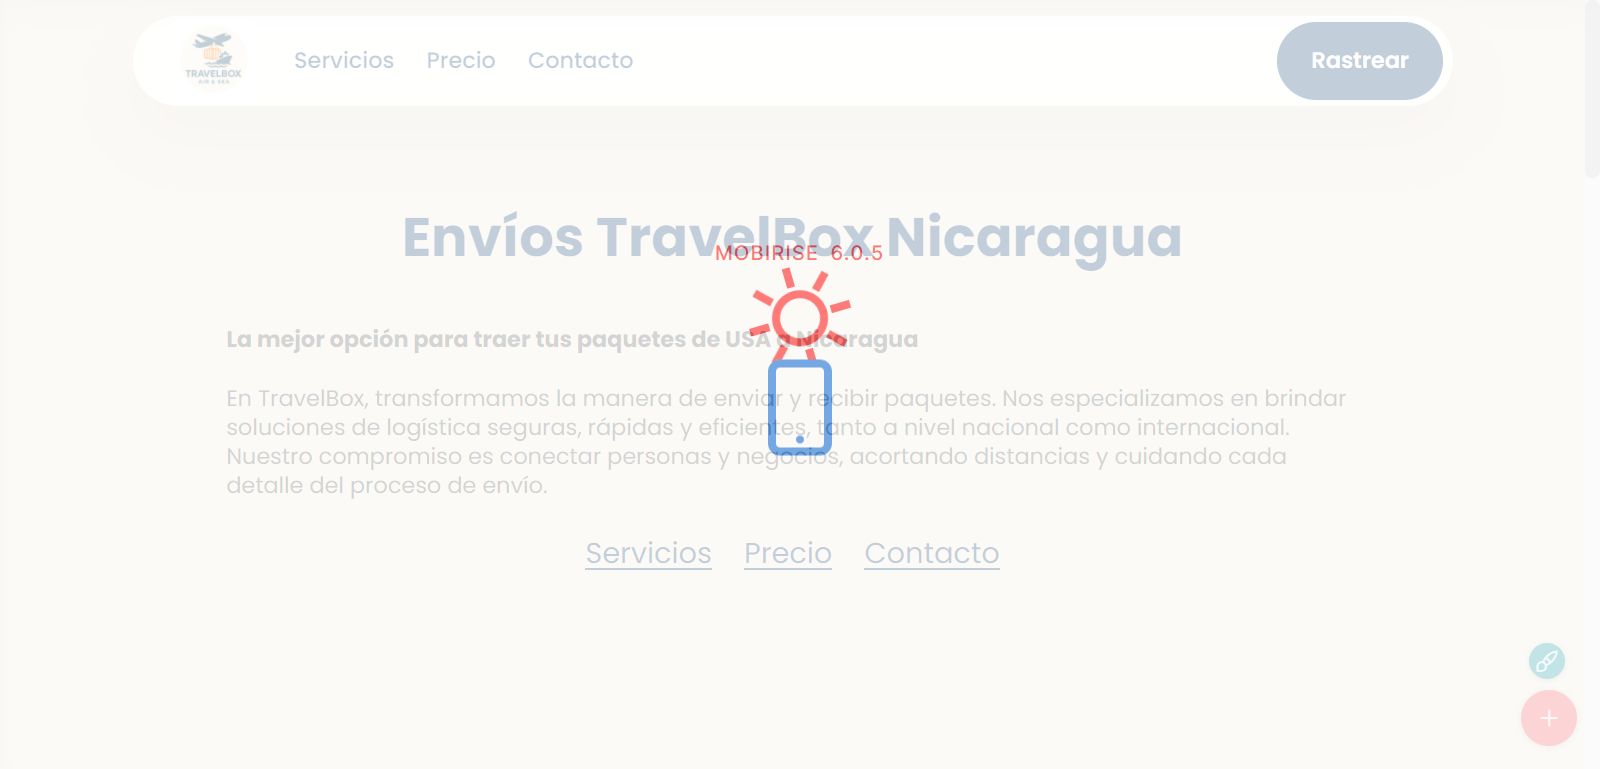 TRAVELBOX
AIR & SEA
Servicios Precio Contacto
Rastrear
Envíos TravelBox Nicaragua
MOBIRISE 6.0.5
La mejor opción para traer tus paquetes de USA a Nicaragua
En TravelBox, transformamos la manera de enviar y recibir paquetes. Nos especializamos en brindar
soluciones de logística seguras, rápidas y eficientes, tanto a nivel nacional como internacional.
Nuestro compromiso es conectar personas y negocios, acortando distancias y cuidando cada
detalle del proceso de envío.
Servicios Precio Contacto